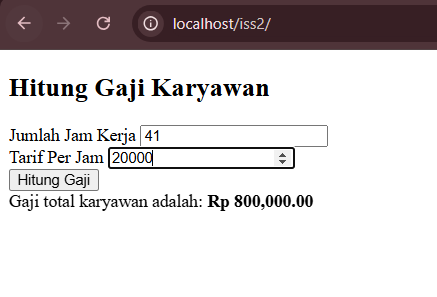 localhost/iss2/
Hitung Gaji Karyawan
Jumlah Jam Kerja 41
Tarif Per Jam 20000
Hitung Gaji
Gaji total karyawan adalah: Rp 800,000.00